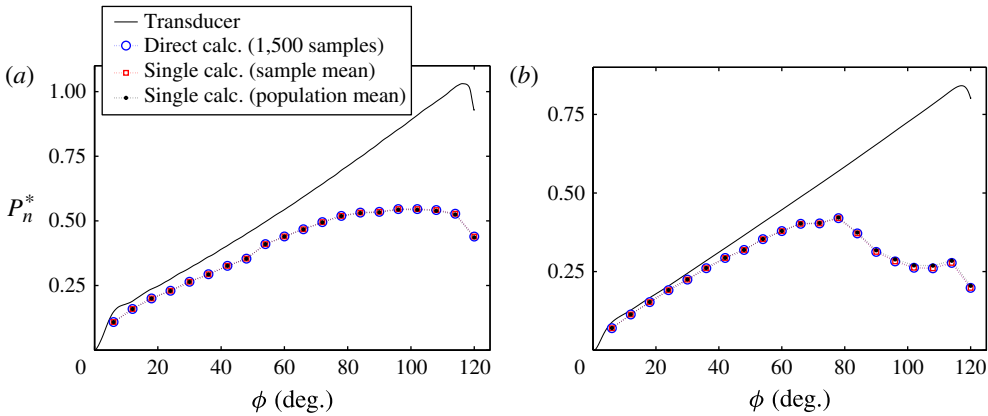 Transducer
Direct calc. (1,500 samples)
Single calc. (sample mean)
Single calc. (population mean)
(a)
1.00
0.75
0.50
0.25
0
20
40
60
80
100
120
P*n
ϕ (deg.)
(b)
0.75
0.50
0.25
0
20
40
60
80
100
120
ϕ (deg.)